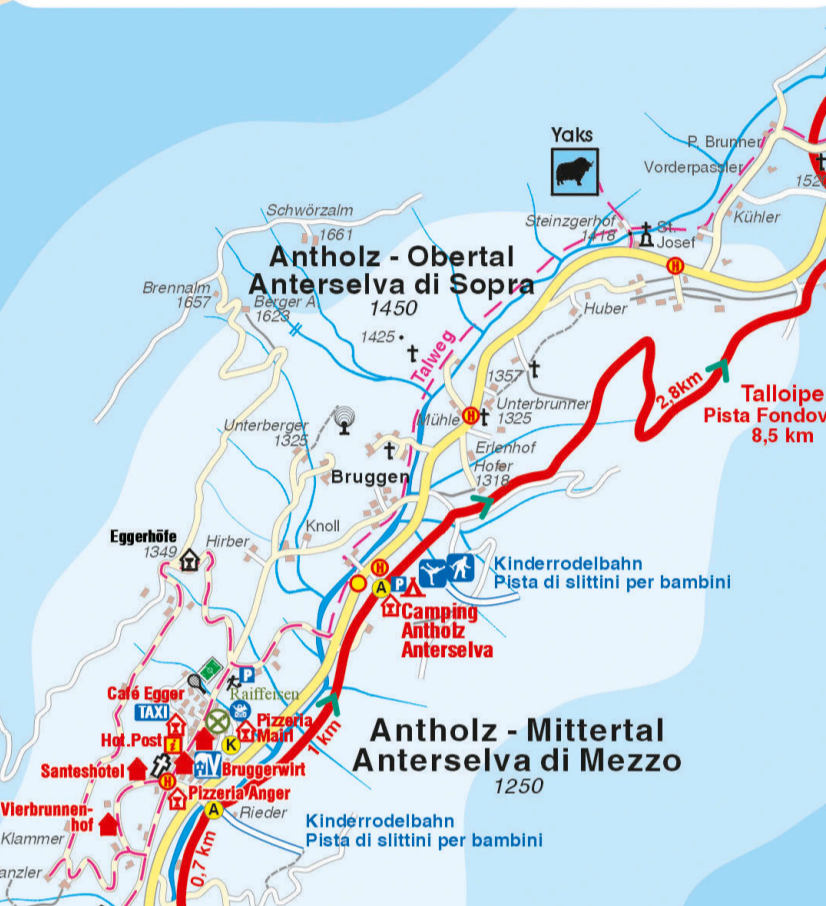 Yaks
P. Brunner
Vorderpassler
Kühler
Steinzgerhof
1418
St.
Josef
Schwörzalm
1661
Antholz - Obertal
Anterselva di Sopra
1450
Brennalm
1657
Berger A
1623
Huber
1425
Talweg
1357
2,8km
Talloipe
Pista Fondov
8,5 km
Unterbrunner
1325
Mühle
H
Unterberger
1325
Erlenhof
Hofer
1318
Bruggen
Knoll
Eggerhöfe
1349
Hirber
H
A
P
Kinderrodelbahn
Pista di slittini per bambini
Camping
Antholz
Anterselva
P
Raiffeisen
Café Egger
TAXI
Pizzeria
Mairl
Hot.Post
i
K
1 km
Antholz - Mittertal
Anterselva di Mezzo
1250
Santeshotel
Bruggerwirt
H
Pizzeria Anger
A
Rieder
Vierbrunnen-
hof
Klammer
Kinderrodelbahn
Pista di slittini per bambini
anzler
0,7 km
H